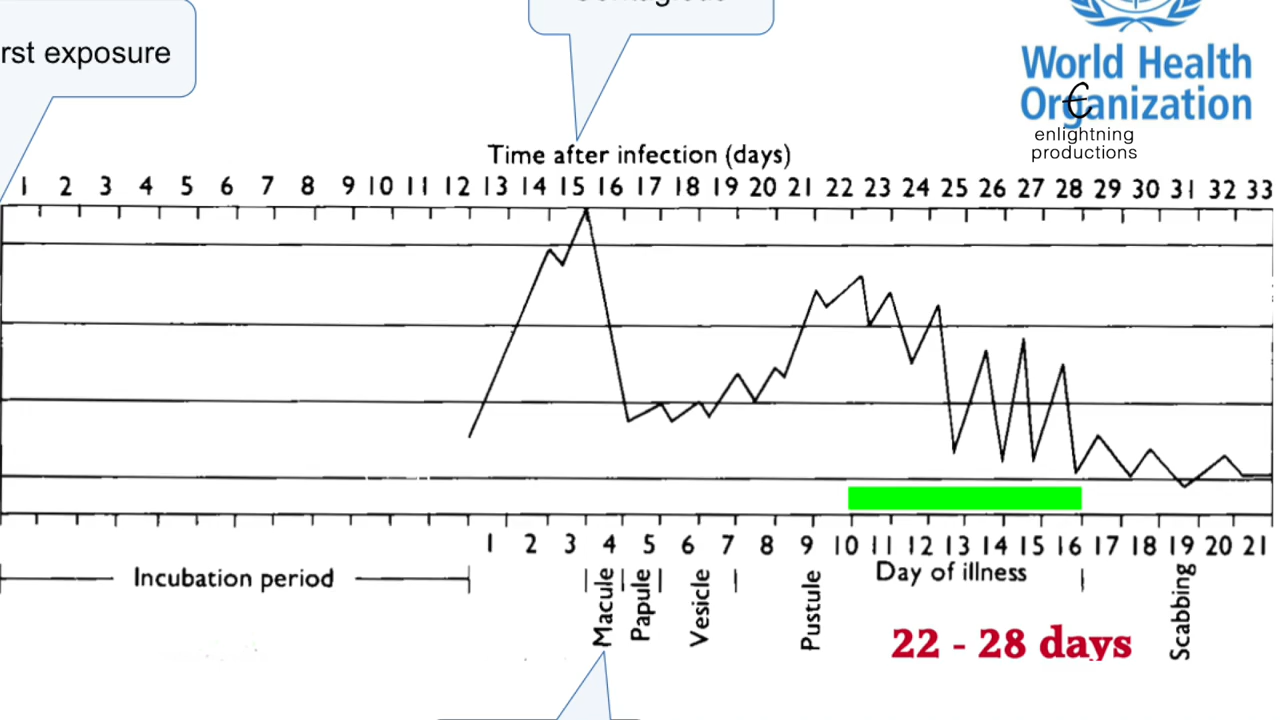 rst exposure
World Health
Organization
€
enlightning
productions
Time after infection (days)
1 2 3 4 5 6 7 8 9 10 11 12 13 14 15 16 17 18 19 20 21 22 23 24 25 26 27 28 29 30 31 32 33
1 2 3 4 5 6 7 8 9 10 11 12 13 14 15 16 17 18 19 20 21
Incubation period
Macule
Papule
Vesicle
Pustule
Day of illness
Scabbing
22 - 28 days